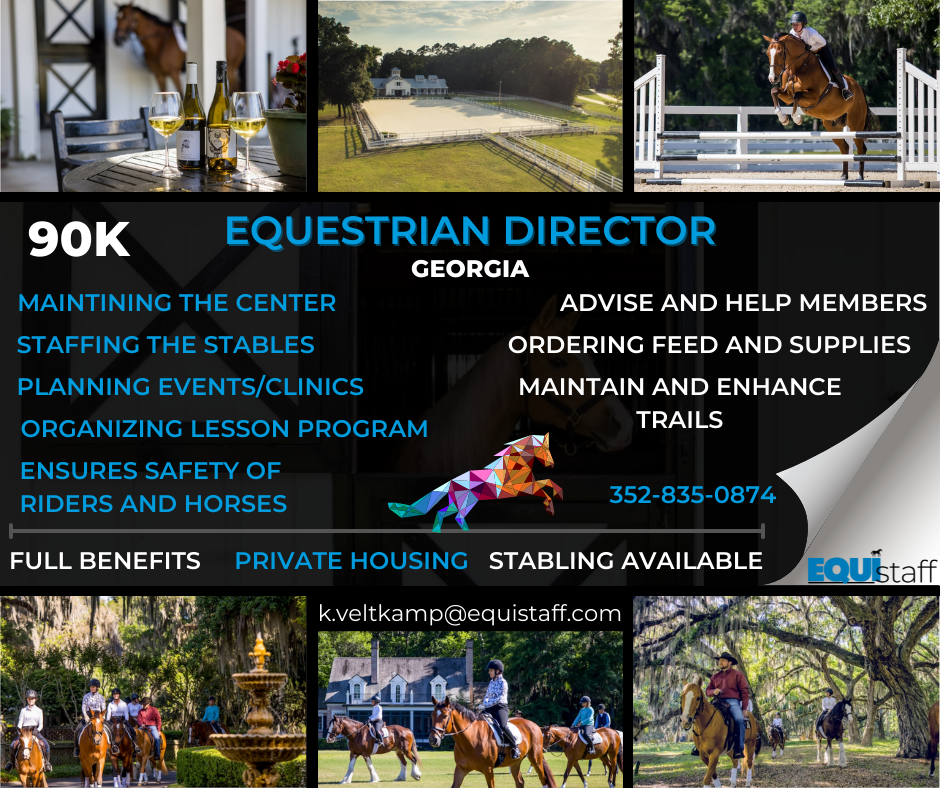 90K
EQUESTRIAN DIRECTOR
GEORGIA
MAINTINING THE CENTER
STAFFING THE STABLES
PLANNING EVENTS/CLINICS
ORGANIZING LESSON PROGRAM
ENSURES SAFETY OF
RIDERS AND HORSES
ADVISE AND HELP MEMBERS
ORDERING FEED AND SUPPLIES
MAINTAIN AND ENHANCE
TRAILS
352-835-0874
FULL BENEFITS
PRIVATE HOUSING
STABLING AVAILABLE
EQUistaff
k.veltkamp@equistaff.com